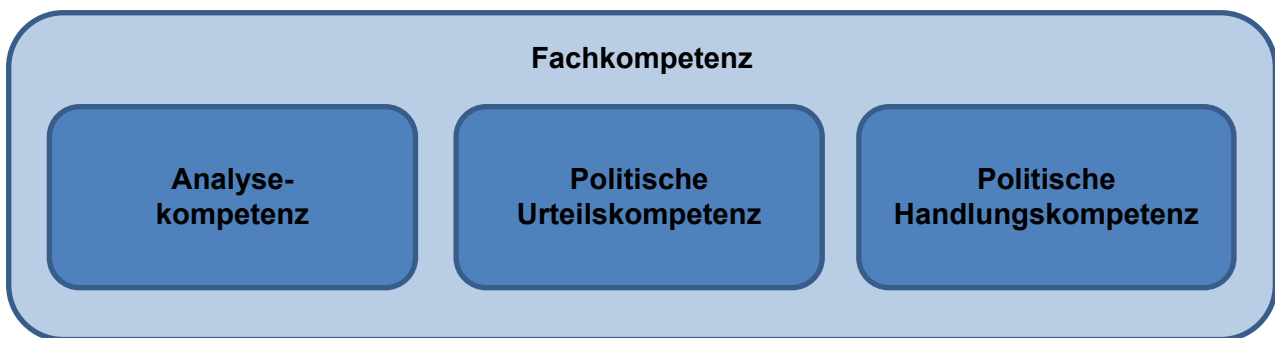 Fachkompetenz
Analyse-
kompetenz
Politische
Urteilskompetenz
Politische
Handlungskompetenz